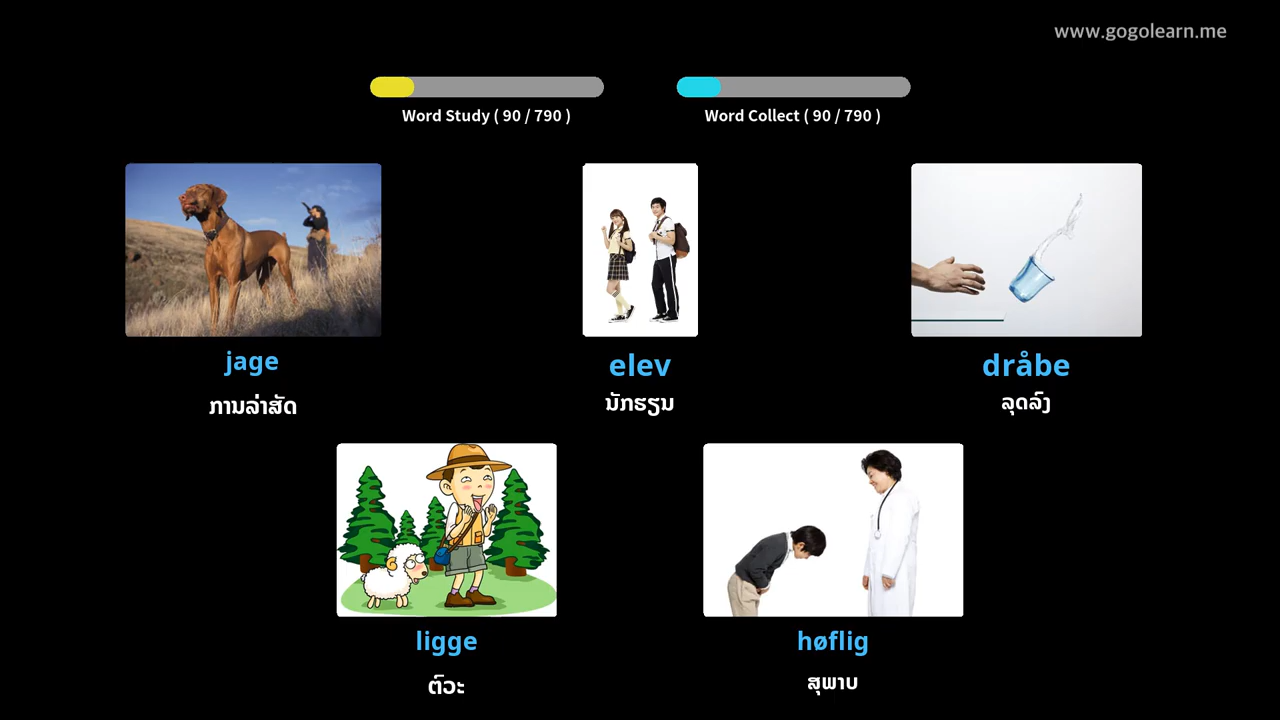 www.gogolearn.me
Word Study ( 90 / 790 )
Word Collect ( 90 / 790 )
jage
ການລ່າສັດ
elev
ນັກຮຽນ
dråbe
ລຸດລົງ
ligge
ຕົວະ
høflig
ສຸພາບ